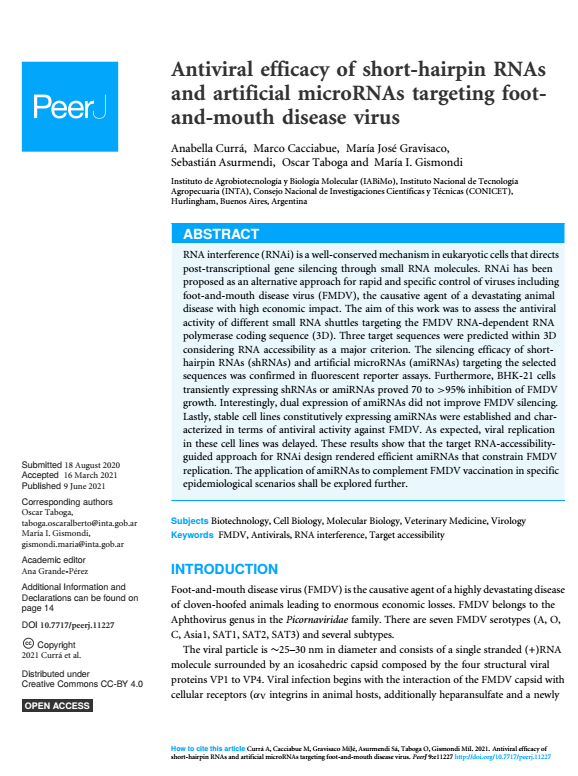 PeerJ
Antiviral efficacy of short-hairpin RNAs
and artificial microRNAs targeting foot-
and-mouth disease virus
Anabella Currá, Marco Cacciabue, María José Gravisaco,
Sebastián Asurmendi, Oscar Taboga and María I. Gismondi
Instituto de Agrobiotecnología y Biología Molecular (IABiMo), Instituto Nacional de Tecnología
Agropecuaria (INTA), Consejo Nacional de Investigaciones Científicas y Técnicas (CONICET),
Hurlingham, Buenos Aires, Argentina
ABSTRACT
RNA interference (RNAi) is a well-conserved mechanism in eukaryotic cells that directs
post-transcriptional gene silencing through small RNA molecules. RNAi has been
proposed as an alternative approach for rapid and specific control of viruses including
foot-and-mouth disease virus (FMDV), the causative agent of a devastating animal
disease with high economic impact. The aim of this work was to assess the antiviral
activity of different small RNA shuttles targeting the FMDV RNA-dependent RNA
polymerase coding sequence (3D). Three target sequences were predicted within 3D
considering RNA accessibility as a major criterion. The silencing efficacy of short-
hairpin RNAs (shRNAs) and artificial microRNAs (amiRNAs) targeting the selected
sequences was confirmed in fluorescent reporter assays. Furthermore, BHK-21 cells
transiently expressing shRNAs or amiRNAs proved 70 to >95% inhibition of FMDV
growth. Interestingly, dual expression of amiRNAs did not improve FMDV silencing.
Lastly, stable cell lines constitutively expressing amiRNAs were established and char-
acterized in terms of antiviral activity against FMDV. As expected, viral replication
in these cell lines was delayed. These results show that the target RNA-accessibility-
guided approach for RNAi design rendered efficient amiRNAs that constrain FMDV
replication. The application of amiRNAs to complement FMDV vaccination in specific
epidemiological scenarios shall be explored further.
Submitted 18 August 2020
Accepted 16 March 2021
Published 9 June 2021
Corresponding authors
Oscar Taboga,
taboga.oscaralberto@inta.gob.ar
María I. Gismondi,
gismondi.maria@inta.gob.ar
Academic editor
Ana Grande-Pérez
Additional Information and
Declarations can be found on
page 14
DOI 10.7717/peerj.11227
cc Copyright
2021 Currá et al.
Distributed under
Creative Commons CC-BY 4.0
OPEN ACCESS
Subjects Biotechnology, Cell Biology, Molecular Biology, Veterinary Medicine, Virology
Keywords FMDV, Antivirals, RNA interference, Target accessibility
INTRODUCTION
Foot-and-mouth disease virus (FMDV) is the causative agent of a highly devastating disease
of cloven-hoofed animals leading to enormous economic losses. FMDV belongs to the
Aphthovirus genus in the Picornaviridae family. There are seven FMDV serotypes (A, O,
C, Asia1, SAT1, SAT2, SAT3) and several subtypes.
The viral particle is ∼25–30 nm in diameter and consists of a single stranded (+)RNA
molecule surrounded by an icosahedric capsid composed by the four structural viral
proteins VP1 to VP4. Viral infection begins with the interaction of the FMDV capsid with
cellular receptors (αv integrins in animal hosts, additionally heparansulfate and a newly
How to cite this article Currá A, Cacciabue M, Gravisaco MJé, Asurmendi Sá, Taboga O, Gismondi MaI. 2021. Antiviral efficacy of
short-hairpin RNAs and artificial microRNAs targeting foot-and-mouth disease virus. PeerJ 9:e11227 http://doi.org/10.7717/peerj.11227